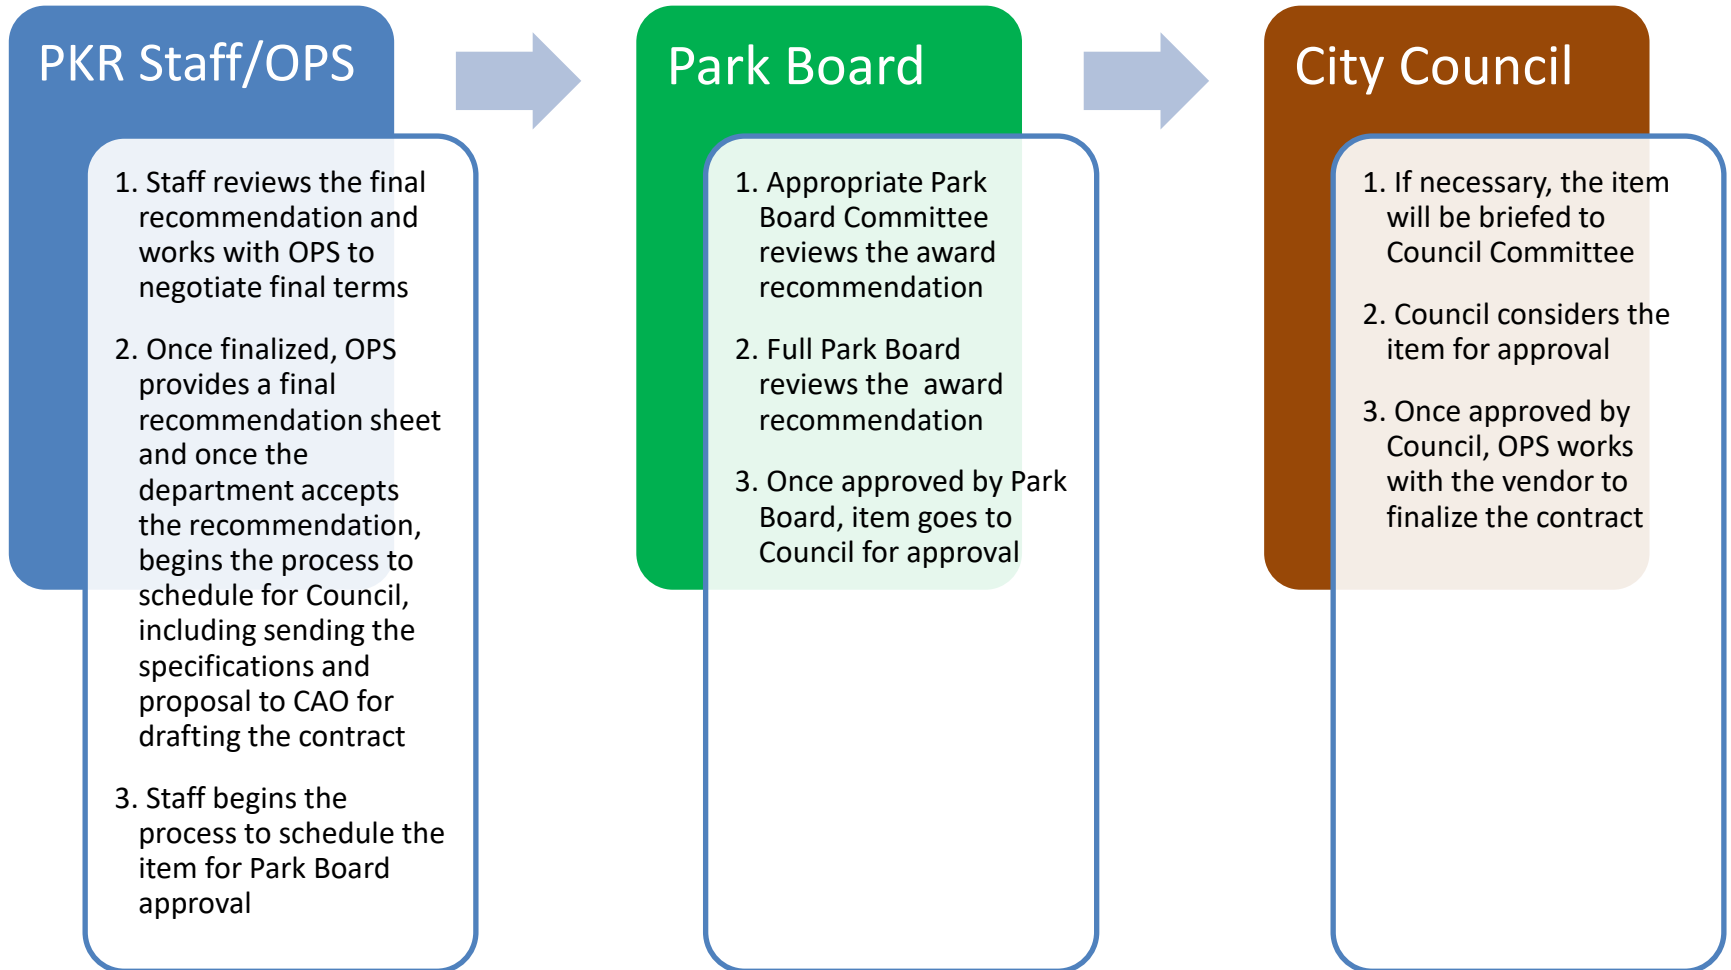 PKR Staff/OPS
1. Staff reviews the final
recommendation and
works with OPS to
negotiate final terms
2. Once finalized, OPS
provides a final
recommendation sheet
and once the
department accepts
the recommendation,
begins the process to
schedule for Council,
including sending the
specifications and
proposal to CAO for
drafting the contract
3. Staff begins the
process to schedule the
item for Park Board
approval
Park Board
1. Appropriate Park
Board Committee
reviews the award
recommendation
2. Full Park Board
reviews the  award
recommendation
3. Once approved by Park
Board, item goes to
Council for approval
City Council
1. If necessary, the item
will be briefed to
Council Committee
2. Council considers the
item for approval
3. Once approved by
Council, OPS works
with the vendor to
finalize the contract